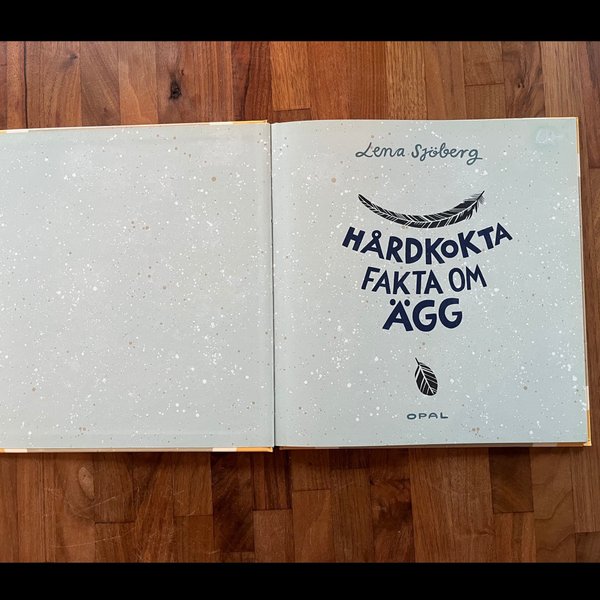 Lena Sjöberg
HÅRDKOKTA
FAKTA OM
ÄGG
OPAL